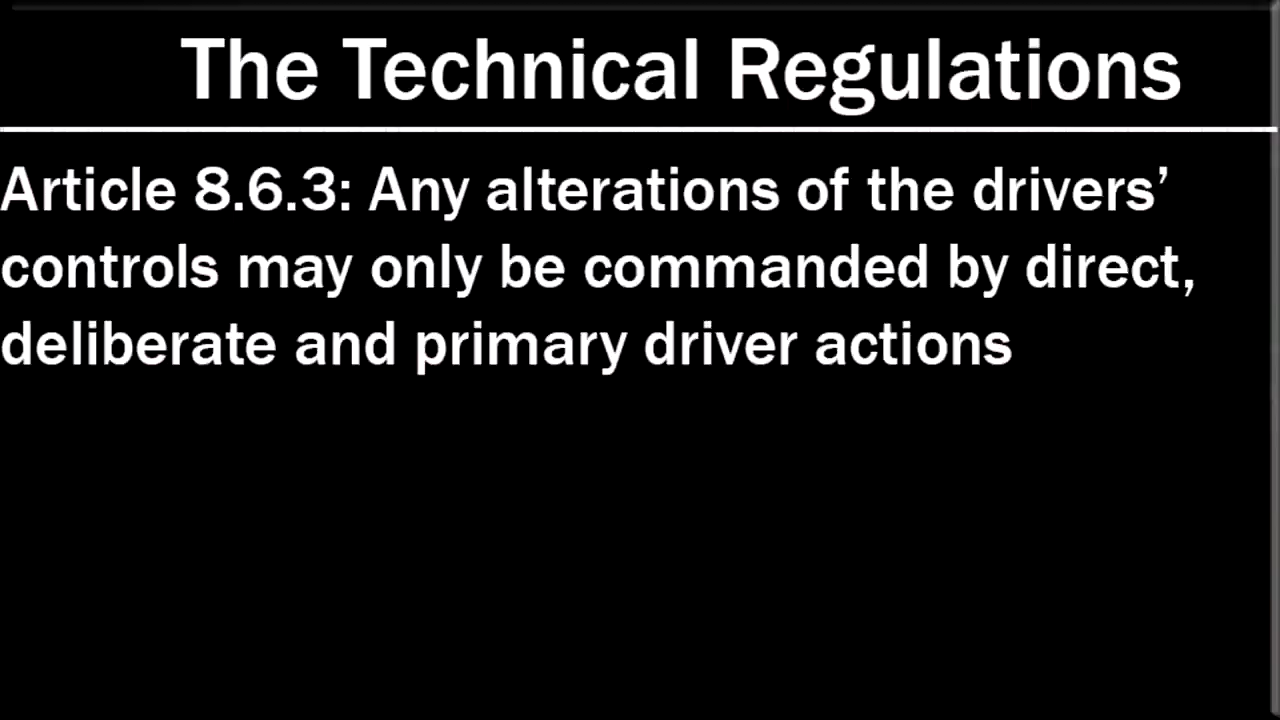 The Technical Regulations
Article 8.6.3: Any alterations of the drivers’
controls may only be commanded by direct,
deliberate and primary driver actions